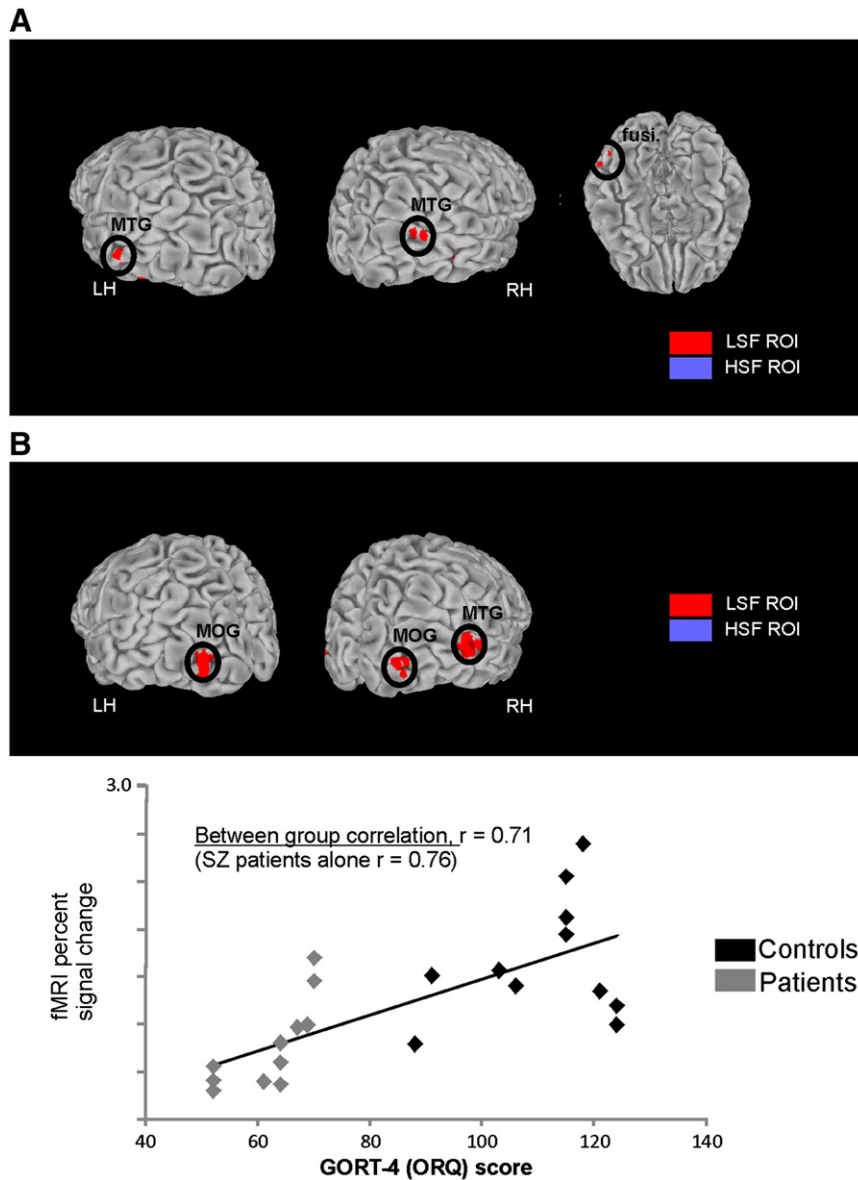 A
MTG
MTG
fusi.
LH
RH
LSF ROI
HSF ROI
B
MOG
MOG
MTG
LSF ROI
HSF ROI
LH
RH
3.0
Between group correlation, r = 0.71
(SZ patients alone r = 0.76)
fMRI percent
signal change
Controls
Patients
40
60
80
100
120
140
GORT-4 (ORQ) score